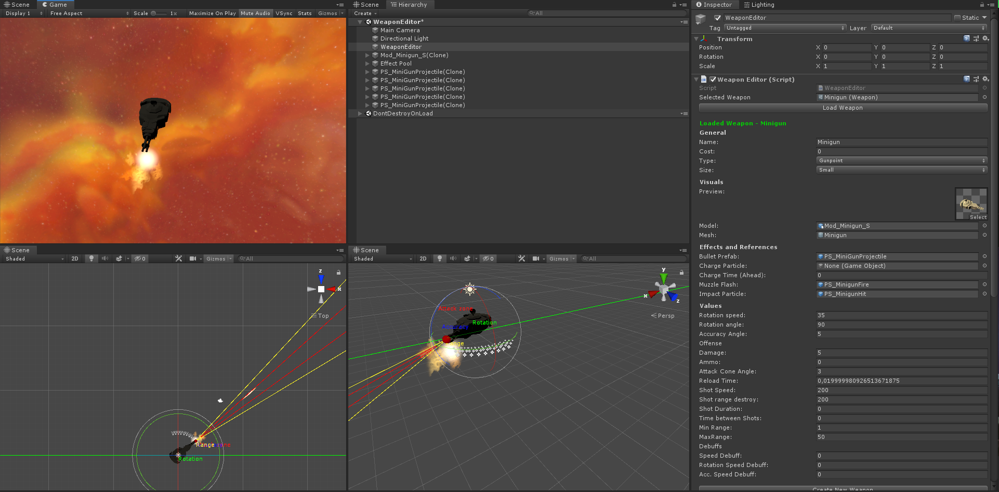 Scene Game
Display 1 Free Aspect Scale 1x Maximize On Play Mute Audio VSync Stats Gizmos
Scene Hierarchy
Create All
WeaponEditor*
Main Camera
Directional Light
WeaponEditor
Mod_Minigun_S(Clone)
Effect Pool
PS_MiniGunProjectile(Clone)
PS_MiniGunProjectile(Clone)
PS_MiniGunProjectile(Clone)
PS_MiniGunProjectile(Clone)
PS_MiniGunProjectile(Clone)
DontDestroyOnLoad
Scene
Shaded 2D 0 Gizmos All
z
x
Top
Range
Rotation
Scene
Shaded 2D 0 Gizmos All
y
x
z
Persp
Attack zone
Accuracy
Rotation
Range
Inspector Lighting
WeaponEditor Static
Tag Untagged Layer Default
Transform
Position X 0 Y 0 Z 0
Rotation X 0 Y 0 Z 0
Scale X 1 Y 1 Z 1
Weapon Editor (Script)
Script WeaponEditor
Selected Weapon Minigun (Weapon)
Load Weapon
Loaded Weapon - Minigun
General
Name: Minigun
Cost: 0
Type: Gunpoint
Size: Small
Visuals
Preview:
Select
Model: Mod_Minigun_S
Mesh: Minigun
Effects and References
Bullet Prefab: PS_MiniGunProjectile
Charge Particle: None (Game Object)
Charge Time (Ahead): 0
Muzzle Flash: PS_MinigunFire
Impact Particle: PS_MinigunHit
Values
Rotation speed: 35
Rotation angle: 90
Accuracy Angle: 5
Offense
Damage: 5
Ammo: 0
Attack Cone Angle: 3
Reload Time: 0,019999980926513671875
Shot Speed: 200
Shot range destroy: 200
Shot Duration: 0
Time between Shots: 0
Min Range: 1
MaxRange: 50
Debuffs
Speed Debuff: 0
Rotation Speed Debuff: 0
Acc. Speed Debuff: 0
Create New Weapon